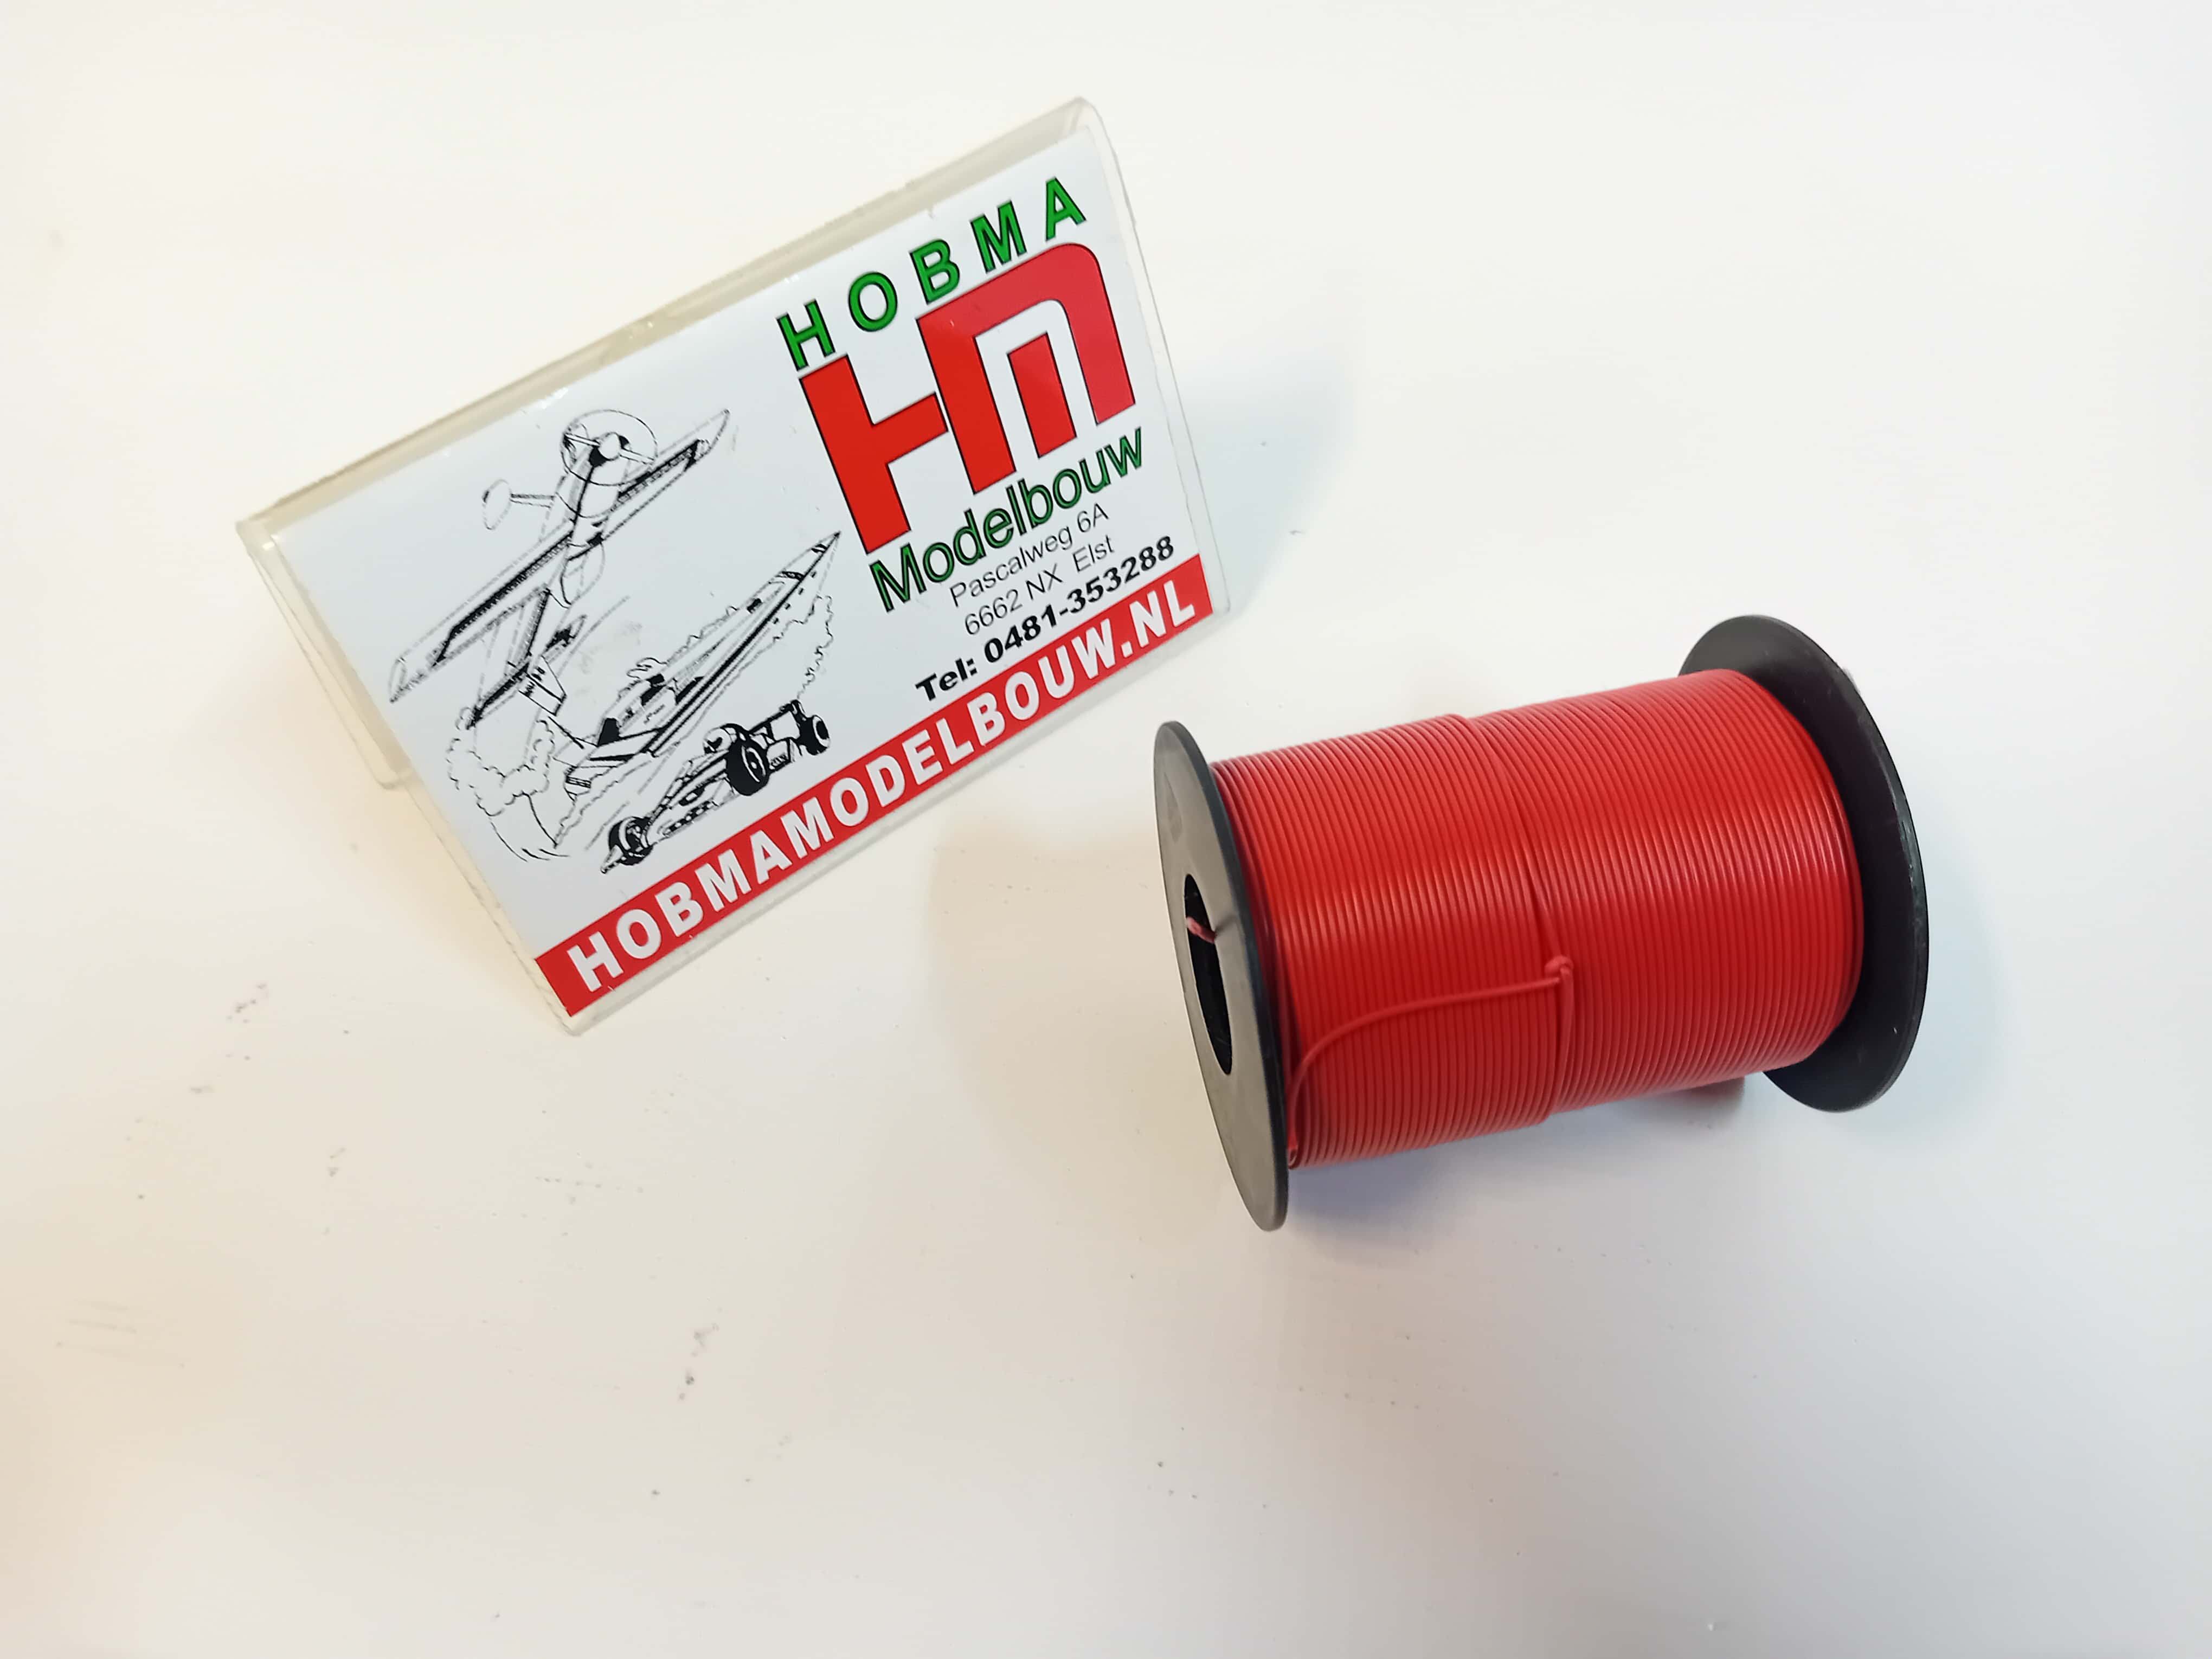 HOBMA
HM
Modelbouw
Pascalweg 6A
6662 NX Elst
Tel: 0481-353288
HOBMAMODELBOUW.NL